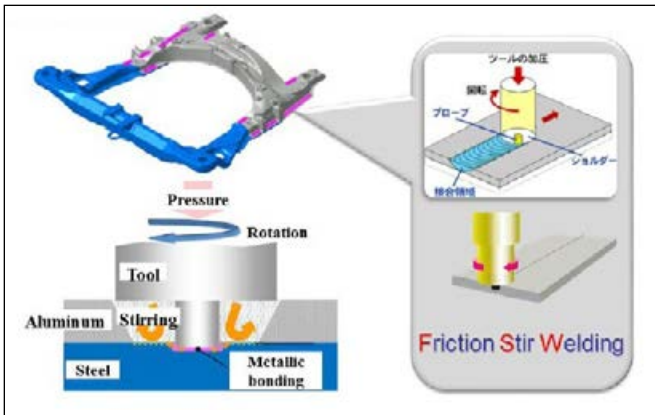 Pressure
Rotation
Tool
Aluminum
Stirring
Steel
Metallic
bonding
ツールの加圧
回転
プローブ
ショルダー
接合領域
Friction Stir Welding